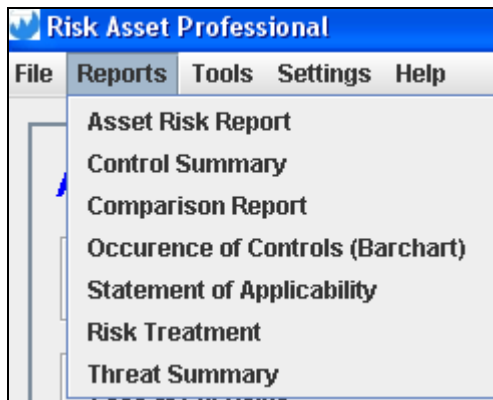 Risk Asset Professional
File Reports Tools Settings Help
Asset Risk Report
Control Summary
Comparison Report
Occurence of Controls (Barchart)
Statement of Applicability
Risk Treatment
Threat Summary